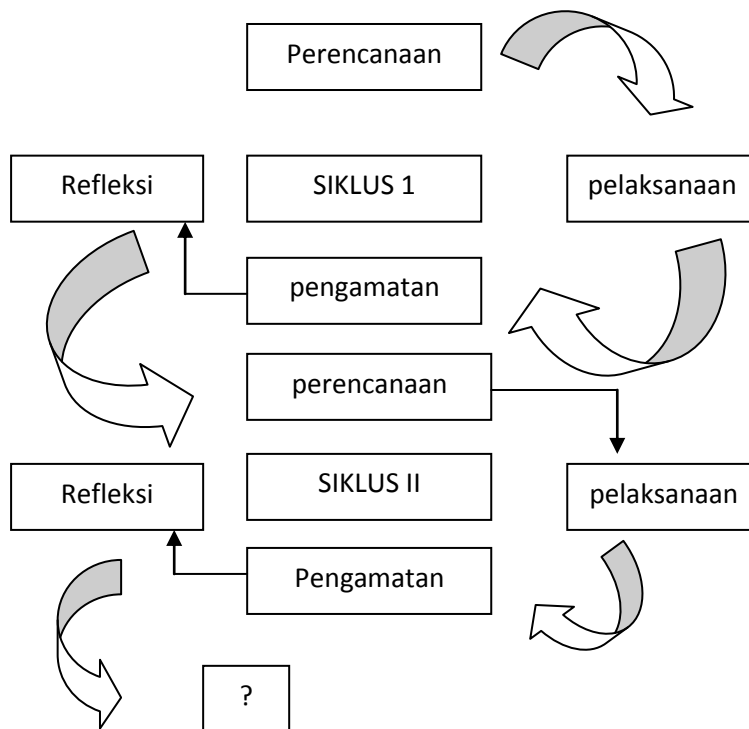 Perencanaan
Refleksi
SIKLUS 1
pelaksanaan
pengamatan
perencanaan
Refleksi
SIKLUS II
pelaksanaan
Pengamatan
?